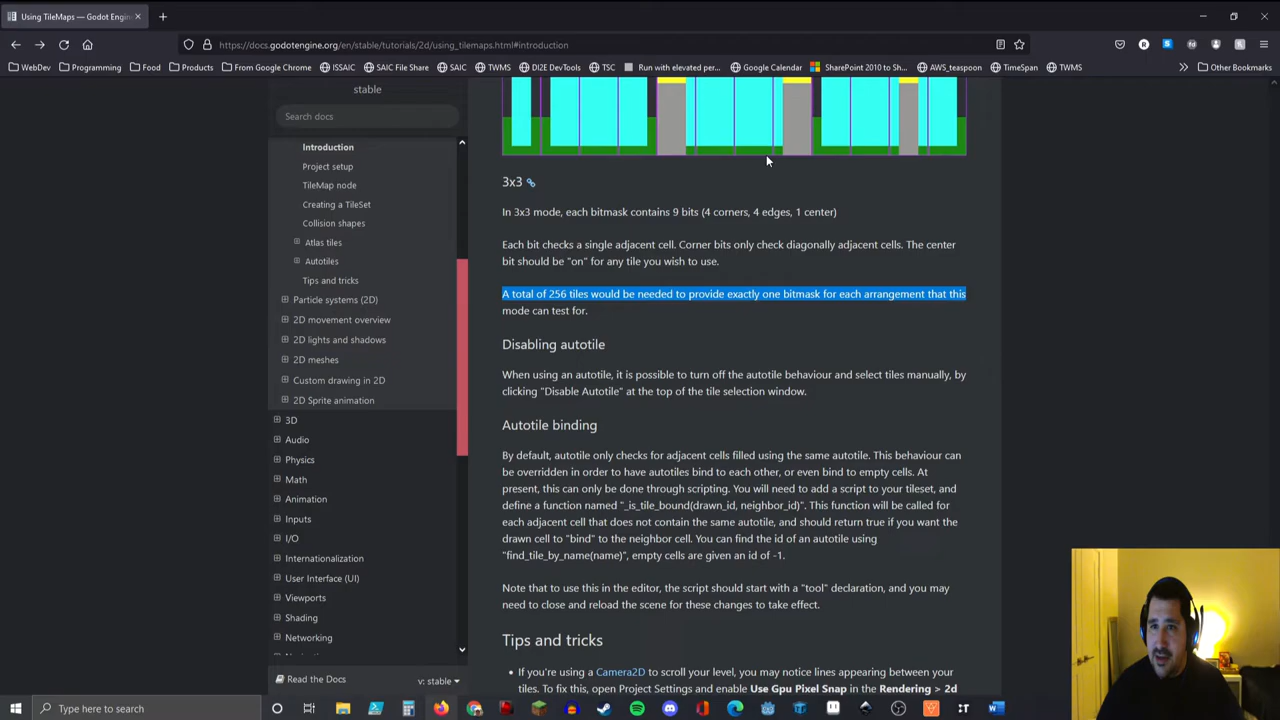 Using TileMaps — Godot Engin
https://docs.godotengine.org/en/stable/tutorials/2d/using_tilemaps.html#introduction
WebDev Programming Food Products From Google Chrome ISSAIC SAIC File Share SAIC TWMS DI2E DevTools TSC Run with elevated per... Google Calendar SharePoint 2010 to Sh... AWS_teaspoon TimeSpan TWMS Other Bookmarks
stable
Search docs
Introduction
Project setup
TileMap node
Creating a TileSet
Collision shapes
Atlas tiles
Autotiles
Tips and tricks
Particle systems (2D)
2D movement overview
2D lights and shadows
2D meshes
Custom drawing in 2D
2D Sprite animation
3D
Audio
Physics
Math
Animation
Inputs
I/O
Internationalization
User Interface (UI)
Viewports
Shading
Networking
Read the Docs v: stable
3x3
In 3x3 mode, each bitmask contains 9 bits (4 corners, 4 edges, 1 center)
Each bit checks a single adjacent cell. Corner bits only check diagonally adjacent cells. The center
bit should be "on" for any tile you wish to use.
A total of 256 tiles would be needed to provide exactly one bitmask for each arrangement that this
mode can test for.
Disabling autotile
When using an autotile, it is possible to turn off the autotile behaviour and select tiles manually, by
clicking "Disable Autotile" at the top of the tile selection window.
Autotile binding
By default, autotile only checks for adjacent cells filled using the same autotile. This behaviour can
be overridden in order to have autotiles bind to each other, or even bind to empty cells. At
present, this can only be done through scripting. You will need to add a script to your tileset, and
define a function named "_is_tile_bound(drawn_id, neighbor_id)". This function will be called for
each adjacent cell that does not contain the same autotile, and should return true if you want the
drawn cell to "bind" to the neighbor cell. You can find the id of an autotile using
"find_tile_by_name(name)", empty cells are given an id of -1.
Note that to use this in the editor, the script should start with a "tool" declaration, and you may
need to close and reload the scene for these changes to take effect.
Tips and tricks
If you're using a Camera2D to scroll your level, you may notice lines appearing between your
tiles. To fix this, open Project Settings and enable Use Gpu Pixel Snap in the Rendering > 2d
Type here to search